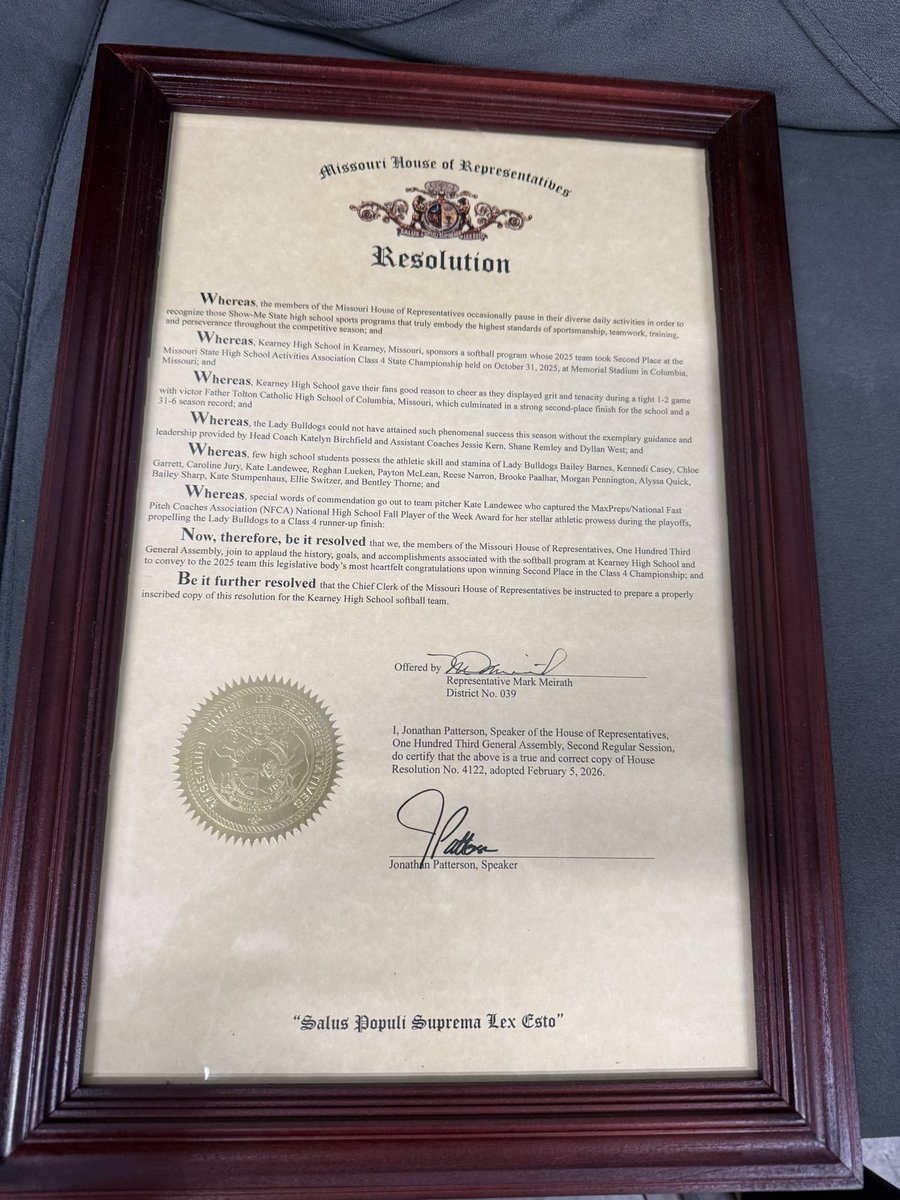 Missouri House of Representatives
Resolution
Whereas, the members of the Missouri House of Representatives occasionally pause in their diverse daily activities in order to
recognize those Show-Me State high school sports programs that truly embody the highest standards of sportsmanship, teamwork, training,
and perseverance throughout the competitive season; and
Whereas, Kearney High School in Kearney, Missouri, sponsors a softball program whose 2025 team took Second Place at the
Missouri State High School Activities Association Class 4 State Championship held on October 31, 2025, at Memorial Stadium in Columbia,
Missouri; and
Whereas, Kearney High School gave their fans good reason to cheer as they displayed grit and tenacity during a tight 1-2 game
with victor Father Tolton Catholic High School of Columbia, Missouri, which culminated in a strong second-place finish for the school and a
31-6 season record; and
Whereas, the Lady Bulldogs could not have attained such phenomenal success this season without the exemplary guidance and
leadership provided by Head Coach Katelyn Birchfield and Assistant Coaches Jessie Kern, Shane Remley and Dyllan West; and
Whereas, few high school students possess the athletic skill and stamina of Lady Bulldogs Bailey Barnes, Kennedi Casey, Chloe
Garrett, Caroline Jury, Kate Landewee, Reghan Lueken, Payton McLean, Reese Narron, Brooke Paalhar, Morgan Pennington, Alyssa Quick,
Bailey Sharp, Kate Stumpenhaus, Ellie Switzer, and Bentley Thorne; and
Whereas, special words of commendation go out to team pitcher Kate Landewee who captured the MaxPreps/National Fast
Pitch Coaches Association (NFCA) National High School Fall Player of the Week Award for her stellar athletic prowess during the playoffs,
propelling the Lady Bulldogs to a Class 4 runner-up finish:
Now, therefore, be it resolved that we, the members of the Missouri House of Representatives, One Hundred Third
General Assembly, join to applaud the history, goals, and accomplishments associated with the softball program at Kearney High School and
to convey to the 2025 team this legislative body's most heartfelt congratulations upon winning Second Place in the Class 4 Championship; and
Be it further resolved that the Chief Clerk of the Missouri House of Representatives be instructed to prepare a properly
inscribed copy of this resolution for the Kearney High School softball team.
Offered by
Representative Mark Meirath
District No. 039
I, Jonathan Patterson, Speaker of the House of Representatives,
One Hundred Third General Assembly, Second Regular Session,
do certify that the above is a true and correct copy of House
Resolution No. 4122, adopted February 5, 2026.
J Patterson
Jonathan Patterson, Speaker
MISSOURI HOUSE OF REPRESENTATIVES
"Salus Populi Suprema Lex Esto"